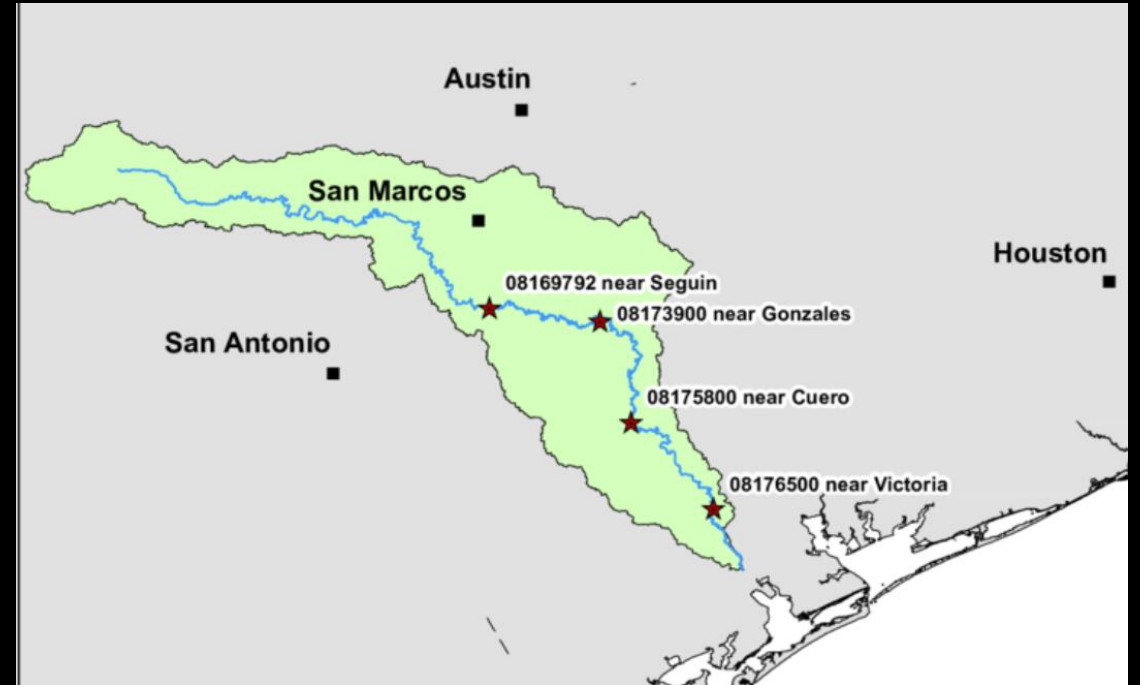 Austin
San Marcos
Houston
08169792 near Seguin
08173900 near Gonzales
San Antonio
08175800 near Cuero
08176500 near Victoria